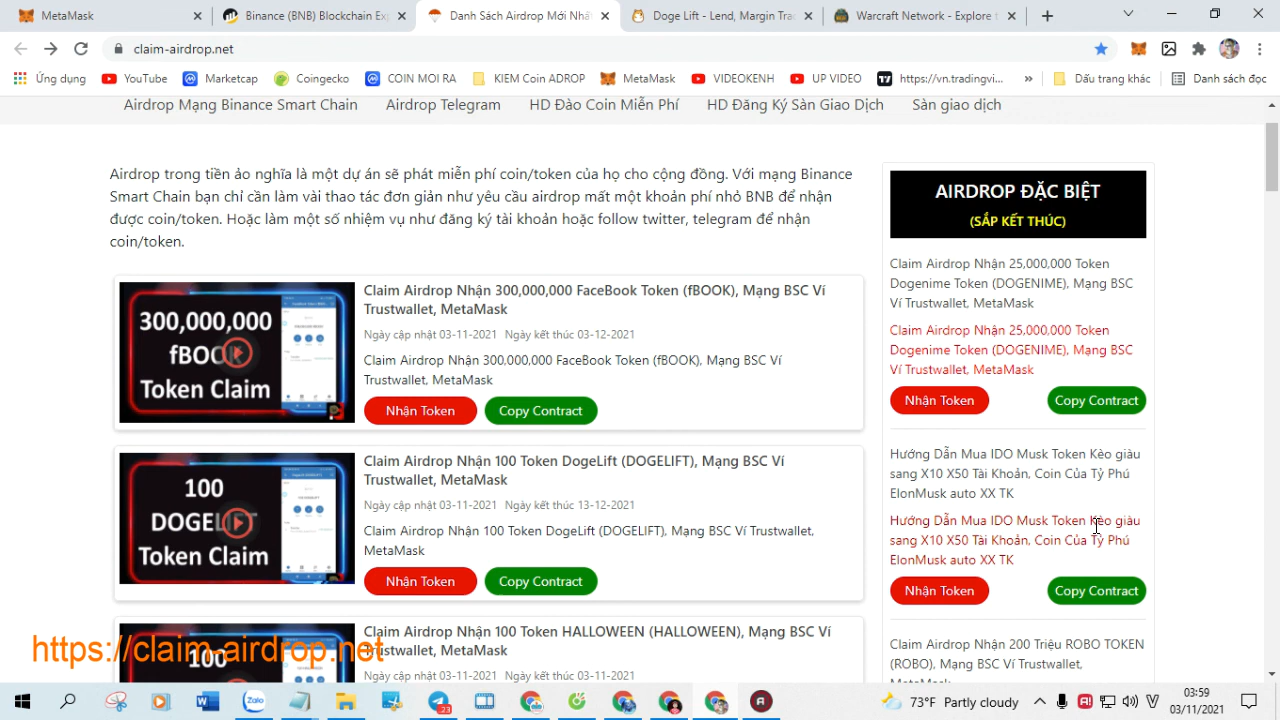 MetaMask
Binance (BNB) Blockchain Ex
Danh Sách Airdrop Mới Nhấ
Doge Lift - Lend, Margin Tra
Warcraft Network - Explore t
claim-airdrop.net
Ứng dụng
YouTube
Marketcap
Coingecko
COIN MOI RA
KIEM Coin ADROP
MetaMask
VIDEOKENH
UP VIDEO
https://vn.tradingvi...
Dấu trang khác
Danh sách đọc
Airdrop Mạng Binance Smart Chain
Airdrop Telegram
HD Đào Coin Miễn Phí
HD Đăng Ký Sàn Giao Dịch
Sàn giao dịch
Airdrop trong tiền ảo nghĩa là một dự án sẽ phát miễn phí coin/token của họ cho cộng đồng. Với mạng Binance
Smart Chain bạn chỉ cần làm vài thao tác đơn giản như yêu cầu airdrop mất một khoản phí nhỏ BNB để nhận
được coin/token. Hoặc làm một số nhiệm vụ như đăng ký tài khoản hoặc follow twitter, telegram để nhận
coin/token.
300,000,000
fBOOK
Token Claim
Claim Airdrop Nhận 300,000,000 FaceBook Token (fBOOK), Mạng BSC Ví
Trustwallet, MetaMask
Ngày cập nhật 03-11-2021 Ngày kết thúc 03-12-2021
Claim Airdrop Nhận 300,000,000 FaceBook Token (fBOOK), Mạng BSC Ví
Trustwallet, MetaMask
Nhận Token
Copy Contract
100
DOGELIFT
Token Claim
Claim Airdrop Nhận 100 Token DogeLift (DOGELIFT), Mạng BSC Ví
Trustwallet, MetaMask
Ngày cập nhật 03-11-2021 Ngày kết thúc 13-12-2021
Claim Airdrop Nhận 100 Token DogeLift (DOGELIFT), Mạng BSC Ví Trustwallet,
MetaMask
Nhận Token
Copy Contract
100
Claim Airdrop Nhận 100 Token HALLOWEEN (HALLOWEEN), Mạng BSC Ví
Trustwallet, MetaMask
Ngày cập nhật 03-11-2021 Ngày kết thúc 03-12-2021
AIRDROP ĐẶC BIỆT
(SẮP KẾT THÚC)
Claim Airdrop Nhận 25,000,000 Token
Dogenime Token (DOGENIME), Mạng BSC
Ví Trustwallet, MetaMask
Claim Airdrop Nhận 25,000,000 Token
Dogenime Token (DOGENIME), Mạng BSC
Ví Trustwallet, MetaMask
Nhận Token
Copy Contract
Hướng Dẫn Mua IDO Musk Token Kèo giàu
sang X10 X50 Tài Khoản, Coin Của Tỷ Phú
ElonMusk auto XX TK
Hướng Dẫn Mua IDO Musk Token Kèo giàu
sang X10 X50 Tài Khoản, Coin Của Tỷ Phú
ElonMusk auto XX TK
Nhận Token
Copy Contract
Claim Airdrop Nhận 200 Triệu ROBO TOKEN
(ROBO), Mạng BSC Ví Trustwallet,
https://claim-airdrop.net
Zalo
23
73°F Partly cloudy
03:59
03/11/2021